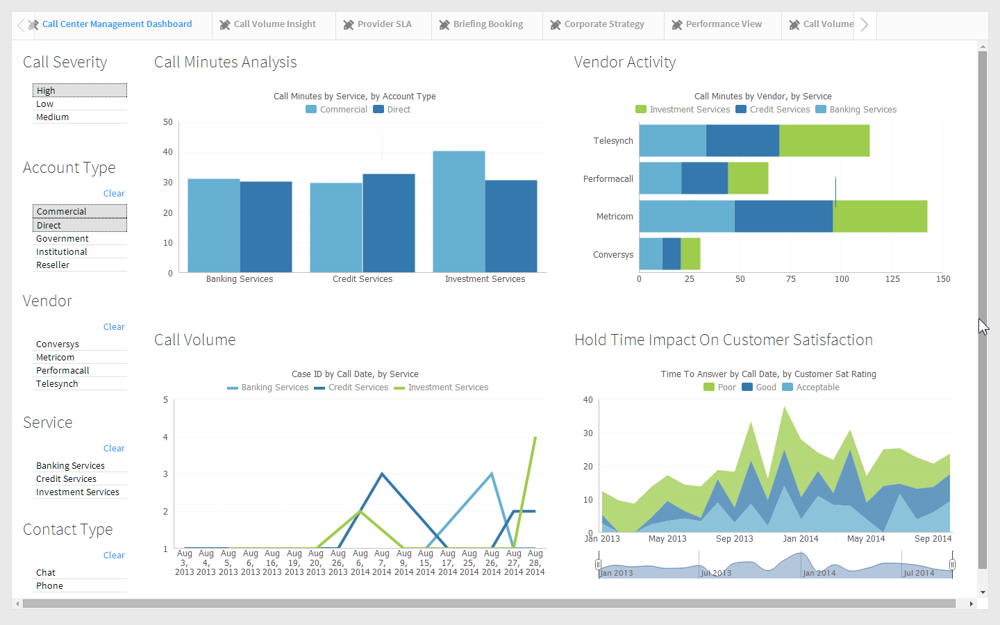 Call Center Management Dashboard
Call Volume Insight
Provider SLA
Briefing Booking
Corporate Strategy
Performance View
Call Volume
Call Severity
High
Low
Medium
Account Type
Clear
Commercial
Direct
Government
Institutional
Reseller
Vendor
Clear
Conversys
Metricom
Performacall
Telesynch
Service
Clear
Banking Services
Credit Services
Investment Services
Contact Type
Clear
Chat
Phone
Call Minutes Analysis
Call Minutes by Service, by Account Type
Commercial Direct
50
40
30
20
10
0
Banking Services Credit Services Investment Services
Vendor Activity
Call Minutes by Vendor, by Service
Investment Services Credit Services Banking Services
Telesynch
Performacall
Metricom
Conversys
0 25 50 75 100 125 150
Call Volume
Case ID by Call Date, by Service
Banking Services Credit Services Investment Services
5
4
3
2
1
Aug Aug Aug Aug Aug Aug Aug Aug Aug Aug Aug Aug Aug Aug Aug Aug Aug
3, 4, 5, 6, 16, 19, 20, 26, 6, 7, 9, 15, 17, 25, 26, 27, 28,
2013 2013 2013 2013 2013 2013 2013 2013 2014 2014 2014 2014 2014 2014 2014 2014 2014
Hold Time Impact On Customer Satisfaction
Time To Answer by Call Date, by Customer Sat Rating
Poor Good Acceptable
40
30
20
10
0
Jan 2013 May 2013 Sep 2013 Jan 2014 May 2014 Sep 2014
Jan 2013 Jul 2013 Jan 2014 Jul 2014